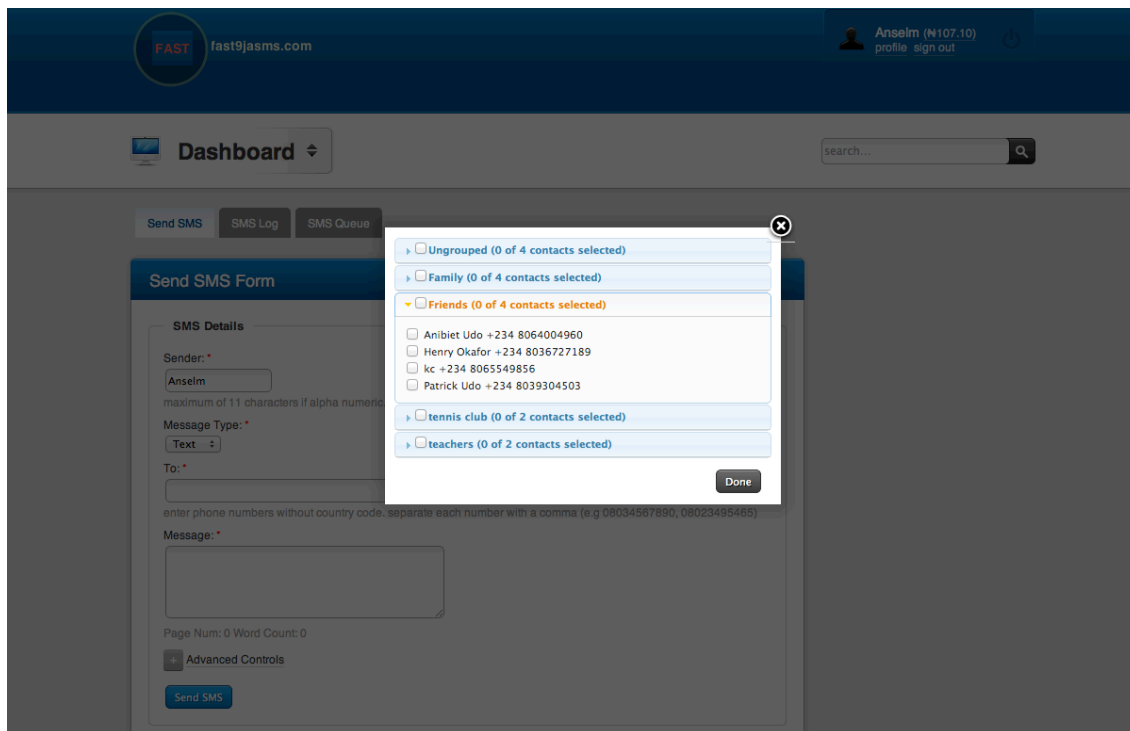 FAST fast9jasms.com
Anselm (₦107.10)
profile sign out
Dashboard
search...
Send SMS SMS Log SMS Queue
Send SMS Form
SMS Details
Sender: *
Anselm
maximum of 11 characters if alpha numeric.
Message Type: *
Text
To: *
enter phone numbers without country code. separate each number with a comma (e.g 08034567890, 08023495465)
Message: *
Page Num: 0 Word Count: 0
+ Advanced Controls
Send SMS
Ungrouped (0 of 4 contacts selected)
Family (0 of 4 contacts selected)
Friends (0 of 4 contacts selected)
Anibiet Udo +234 8064004960
Henry Okafor +234 8036727189
kc +234 8065549856
Patrick Udo +234 8039304503
tennis club (0 of 2 contacts selected)
teachers (0 of 2 contacts selected)
Done